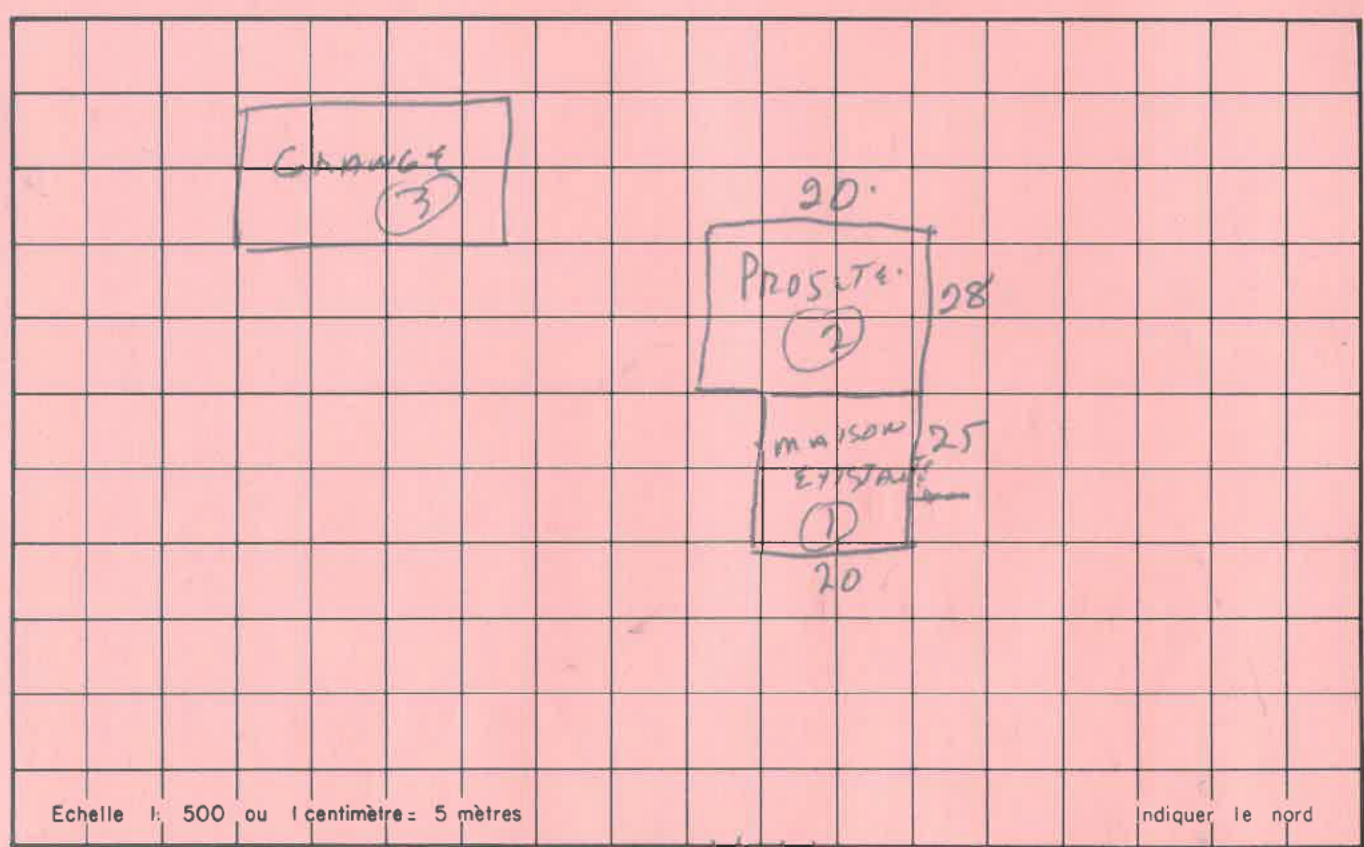 GRANGE
3
20.
PROSITE.
2
28'
MAISON
EXISTANTE
1
25
20
Echelle 1: 500 ou 1 centimètre = 5 mètres
Indiquer le nord